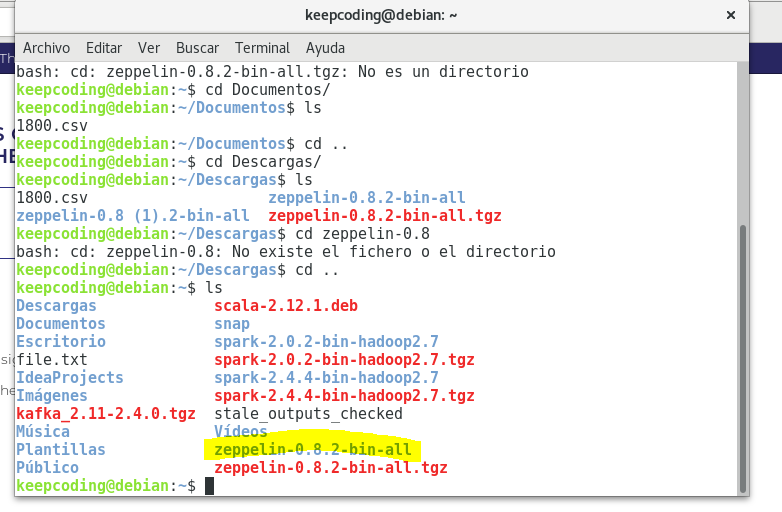 keepcoding@debian: ~
Archivo Editar Ver Buscar Terminal Ayuda
bash: cd: zeppelin-0.8.2-bin-all.tgz: No es un directorio
keepcoding@debian:~$ cd Documentos/
keepcoding@debian:~/Documentos$ ls
1800.csv
keepcoding@debian:~/Documentos$ cd ..
keepcoding@debian:~$ cd Descargas/
keepcoding@debian:~/Descargas$ ls
1800.csv zeppelin-0.8.2-bin-all
zeppelin-0.8 (1).2-bin-all zeppelin-0.8.2-bin-all.tgz
keepcoding@debian:~/Descargas$ cd zeppelin-0.8
bash: cd: zeppelin-0.8: No existe el fichero o el directorio
keepcoding@debian:~/Descargas$ cd ..
keepcoding@debian:~$ ls
Descargas scala-2.12.1.deb
Documentos snap
Escritorio spark-2.0.2-bin-hadoop2.7
file.txt spark-2.0.2-bin-hadoop2.7.tgz
IdeaProjects spark-2.4.4-bin-hadoop2.7
Imágenes spark-2.4.4-bin-hadoop2.7.tgz
kafka_2.11-2.4.0.tgz stale_outputs_checked
Música Vídeos
Plantillas zeppelin-0.8.2-bin-all
Público zeppelin-0.8.2-bin-all.tgz
keepcoding@debian:~$